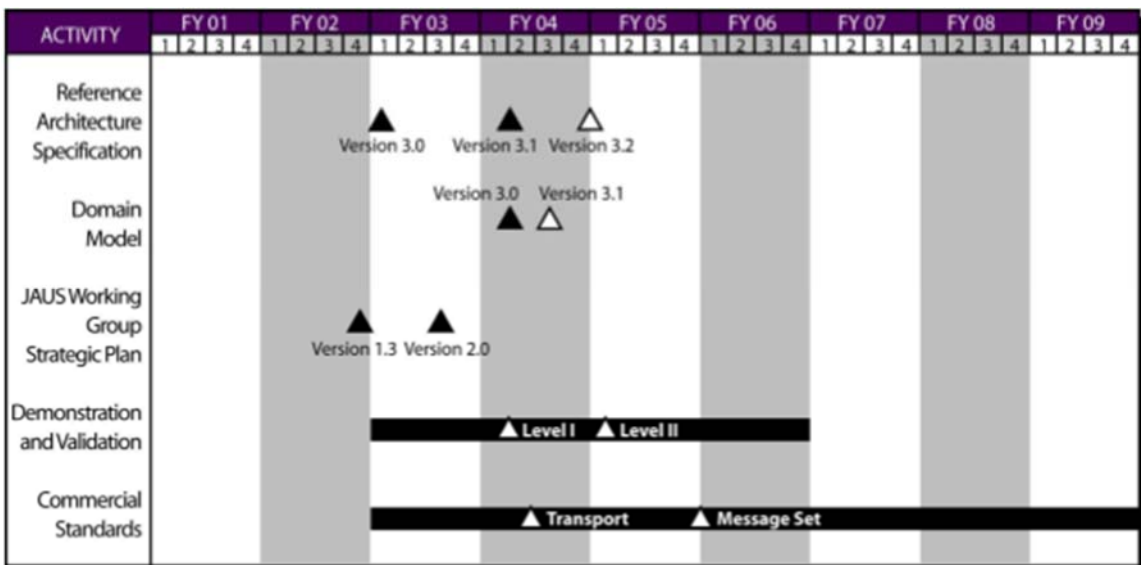 ACTIVITY FY 01 FY 02 FY 03 FY 04 FY 05 FY 06 FY 07 FY 08 FY 09
1 2 3 4 1 2 3 4 1 2 3 4 1 2 3 4 1 2 3 4 1 2 3 4 1 2 3 4 1 2 3 4 1 2 3 4
Reference
Architecture
Specification
Version 3.0 Version 3.1 Version 3.2
Domain
Model
Version 3.0 Version 3.1
JAUS Working
Group
Strategic Plan
Version 1.3 Version 2.0
Demonstration
and Validation
Level I Level II
Commercial
Standards
Transport Message Set